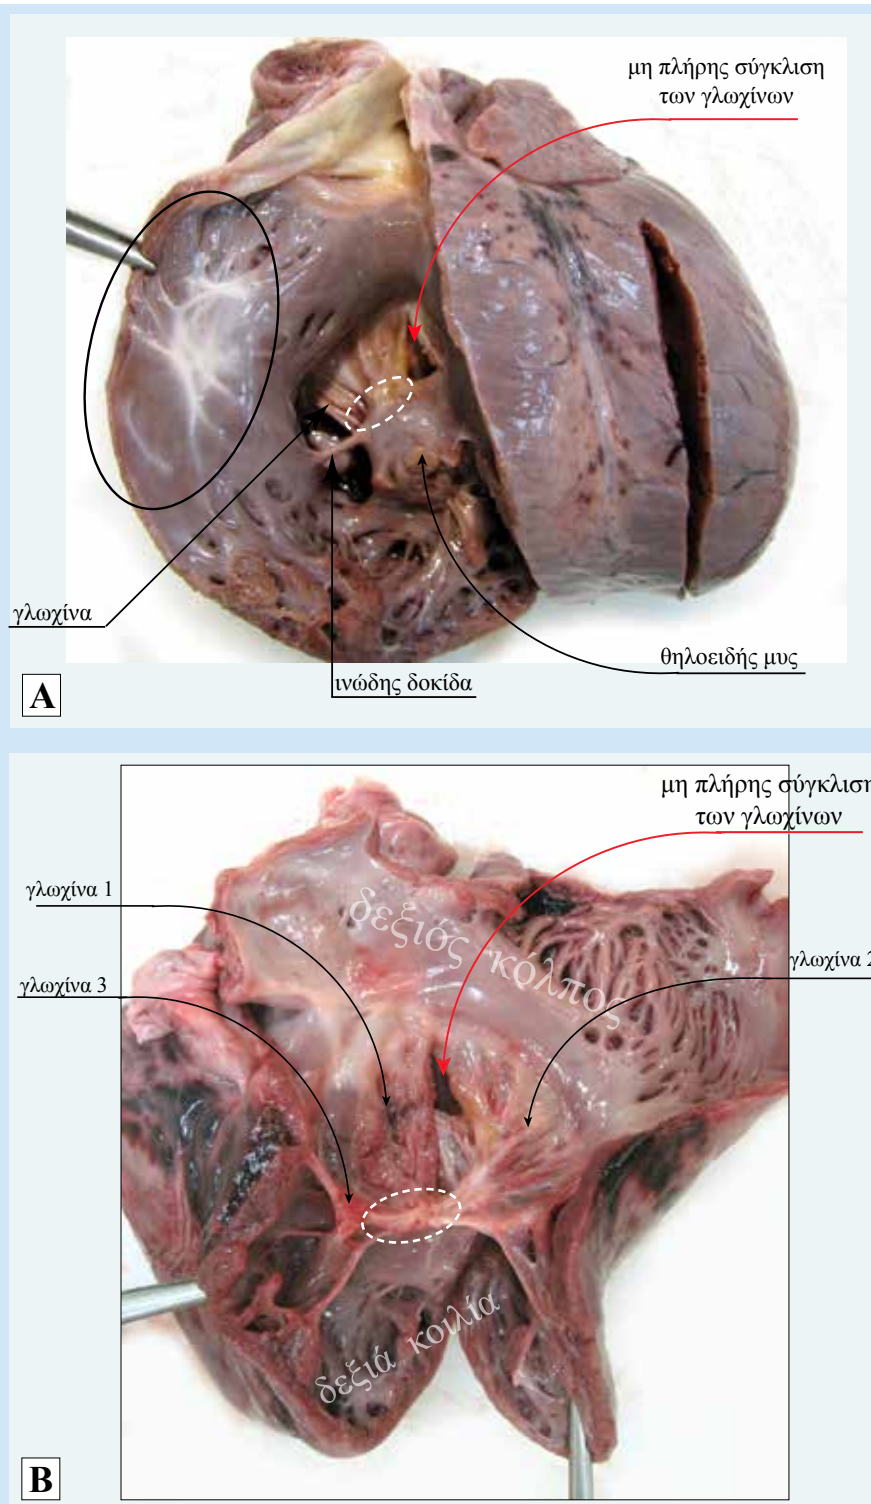 μη πλήρης σύγκλιση
των γλωχίνων
γλωχίνα
ινώδης δοκίδα
θηλοειδής μυς
A
μη πλήρης σύγκλιση
των γλωχίνων
γλωχίνα 1
γλωχίνα 2
γλωχίνα 3
δεξιός κόλπος
δεξιά κοιλία
B